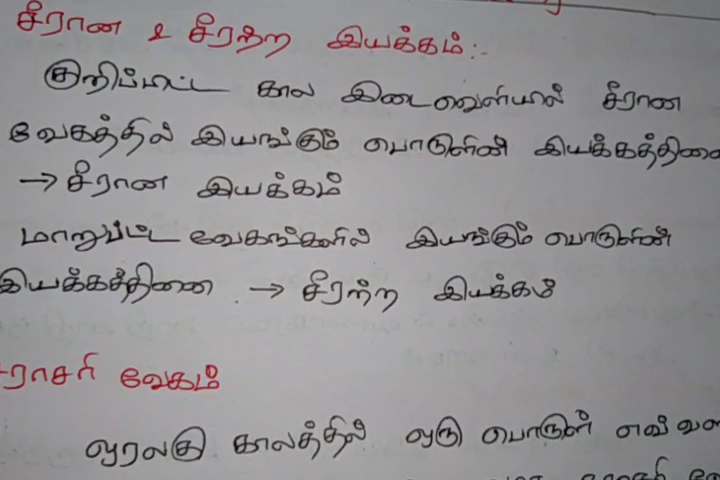 சீரான & சீரற்ற இயக்கம்:-
குறிப்பிட்ட கால இடைவெளியில் சீரான
வேகத்தில் இயங்கும் பொருளின் இயக்கத்தினை
→ சீரான இயக்கம்
மாறுபட்ட வேகங்களில் இயங்கும் பொருளின்
இயக்கத்தினை → சீரற்ற இயக்கம்
சராசரி வேகம்
ஓரலகு காலத்தில் ஒரு பொருள்